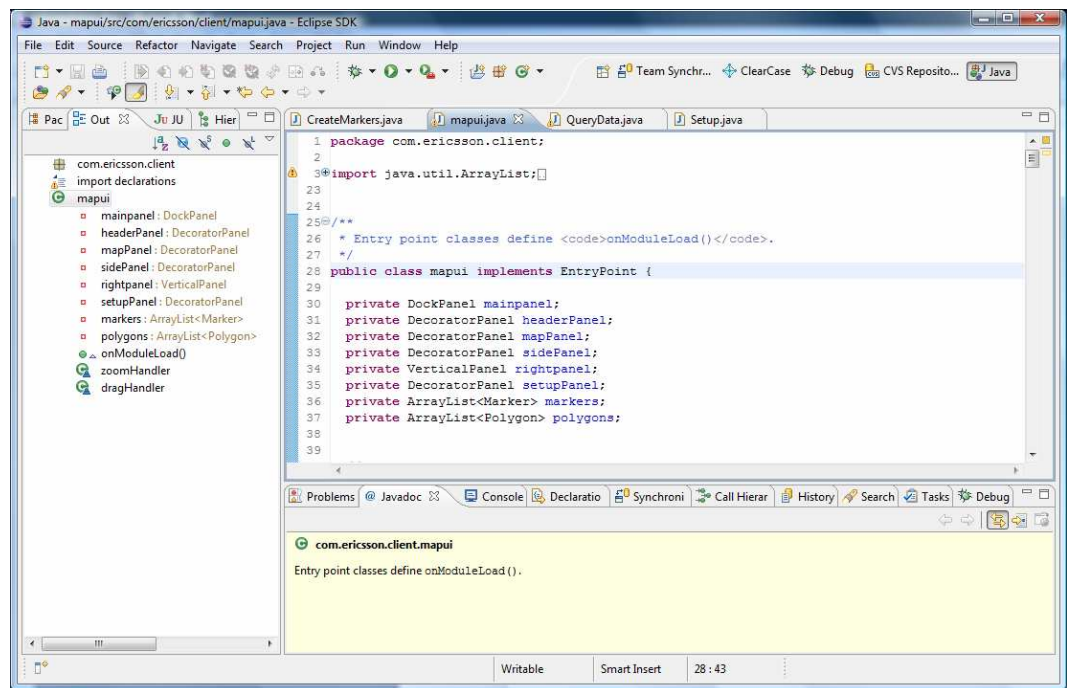 Java - mapui/src/com/ericsson/client/mapui.java - Eclipse SDK
File Edit Source Refactor Navigate Search Project Run Window Help
Team Synchr... ClearCase Debug CVS Reposito... Java
Pac Out JU Hier
com.ericsson.client
import declarations
mapui
mainpanel : DockPanel
headerPanel : DecoratorPanel
mapPanel : DecoratorPanel
sidePanel : DecoratorPanel
rightpanel : VerticalPanel
setupPanel : DecoratorPanel
markers : ArrayList<Marker>
polygons : ArrayList<Polygon>
onModuleLoad()
zoomHandler
dragHandler
CreateMarkers.java mapui.java QueryData.java Setup.java
1 package com.ericsson.client;
2
3 import java.util.ArrayList;
23
24
25 /**
26 * Entry point classes define <code>onModuleLoad()</code>.
27 */
28 public class mapui implements EntryPoint {
29
30 private DockPanel mainpanel;
31 private DecoratorPanel headerPanel;
32 private DecoratorPanel mapPanel;
33 private DecoratorPanel sidePanel;
34 private VerticalPanel rightpanel;
35 private DecoratorPanel setupPanel;
36 private ArrayList<Marker> markers;
37 private ArrayList<Polygon> polygons;
38
39
Problems @ Javadoc Console Declaratio Synchroni Call Hierar History Search Tasks Debug
com.ericsson.client.mapui
Entry point classes define onModuleLoad().
Writable Smart Insert 28 : 43